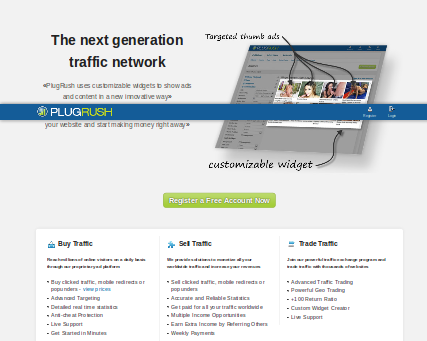 The next generation
traffic network
Targeted thumb ads
«PlugRush uses customizable widgets to show ads
and content in a new innovative way»
PLUGRUSH
Register
Login
your website and start making money right away»
customizable widget
Register a Free Account Now
Buy Traffic
Reach millions of online visitors on a daily basis
through our proprietary ad platform
• Buy clicked traffic, mobile redirects or
popunders - view prices
• Advanced Targeting
• Detailed real time statistics
• Anti-cheat Protection
• Live Support
• Get Started in Minutes
Sell Traffic
We provide solutions to monetize all your
worldwide traffic and increase your revenues
• Sell clicked traffic, mobile redirects or
popunders
• Accurate and Reliable Statistics
• Get paid for all your traffic worldwide
• Multiple Income Opportunities
• Earn Extra Income by Referring Others
• Weekly Payments
Trade Traffic
Join our powerful traffic exchange program and
trade traffic with thousands of websites
• Advanced Traffic Trading
• Powerful Geo Trading
• +100 Return Ratio
• Custom Widget Creator
• Live Support